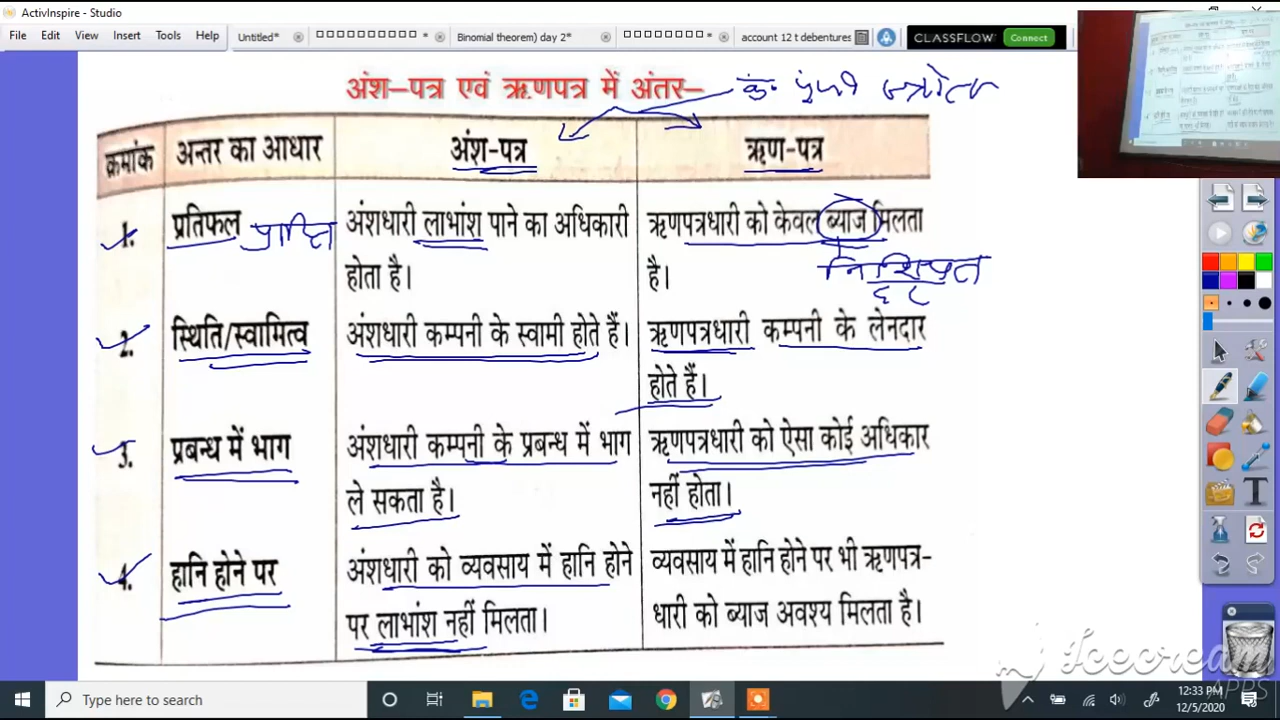 ActivInspire - Studio
File Edit View Insert Tools Help Untitled* Binomial theorem) day 2* account 12 t debentures CLASSFLOW Connect
अंश–पत्र एवं ऋणपत्र में अंतर–
क्रमांक अन्तर का आधार अंश-पत्र ऋण-पत्र
1. प्रतिफल प्राप्ति अंशधारी लाभांश पाने का अधिकारी ऋणपत्रधारी को केवल ब्याज मिलता
होता है। है। निश्चित
2. स्थिति/स्वामित्व अंशधारी कम्पनी के स्वामी होते हैं। ऋणपत्रधारी कम्पनी के लेनदार
होते हैं।
3. प्रबन्ध में भाग अंशधारी कम्पनी के प्रबन्ध में भाग ऋणपत्रधारी को ऐसा कोई अधिकार
ले सकता है। नहीं होता।
4. हानि होने पर अंशधारी को व्यवसाय में हानि होने व्यवसाय में हानि होने पर भी ऋणपत्र-
पर लाभांश नहीं मिलता। धारी को ब्याज अवश्य मिलता है।
Icecream
APPS
Type here to search
12:33 PM
12/5/2020